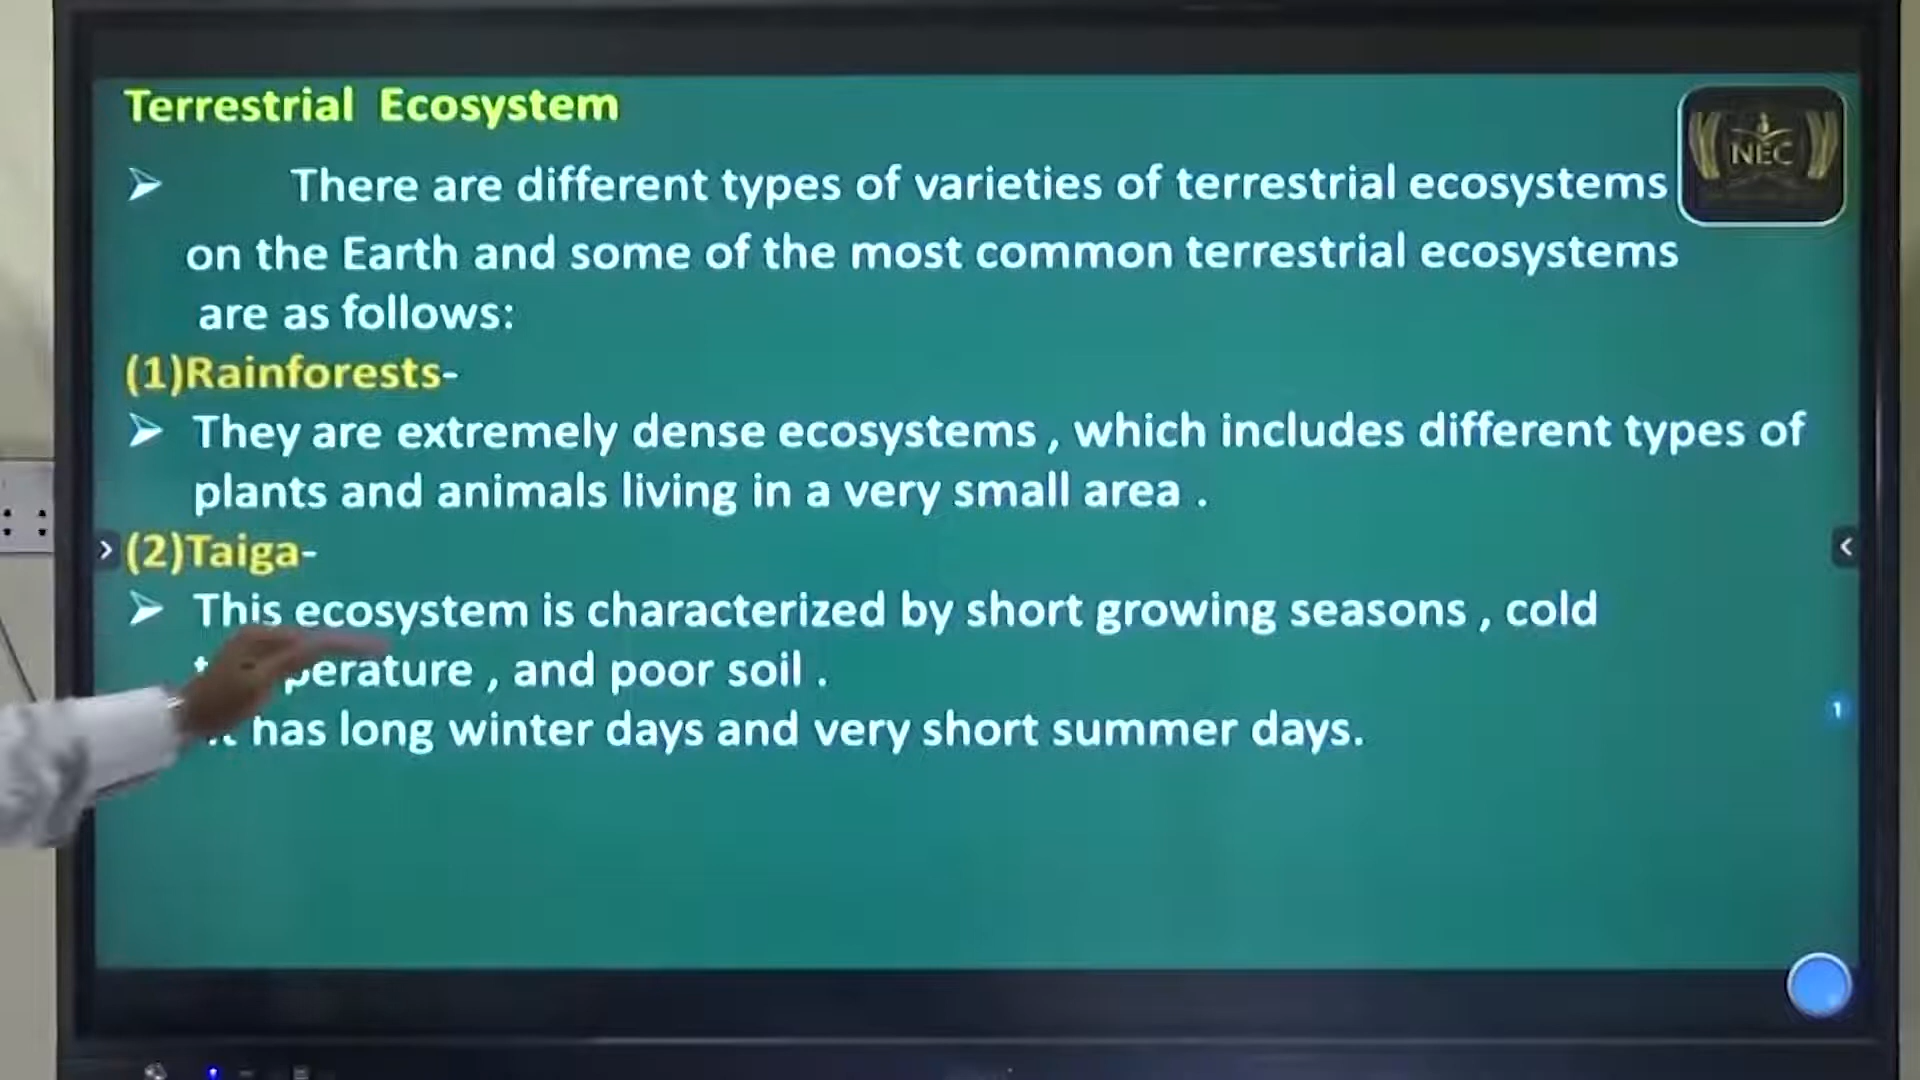 Terrestrial Ecosystem
NEC
➢ There are different types of varieties of terrestrial ecosystems
on the Earth and some of the most common terrestrial ecosystems
are as follows:
(1)Rainforests-
➢ They are extremely dense ecosystems , which includes different types of
plants and animals living in a very small area .
(2)Taiga-
➢ This ecosystem is characterized by short growing seasons , cold
, and poor soil .
has long winter days and very short summer days.
1